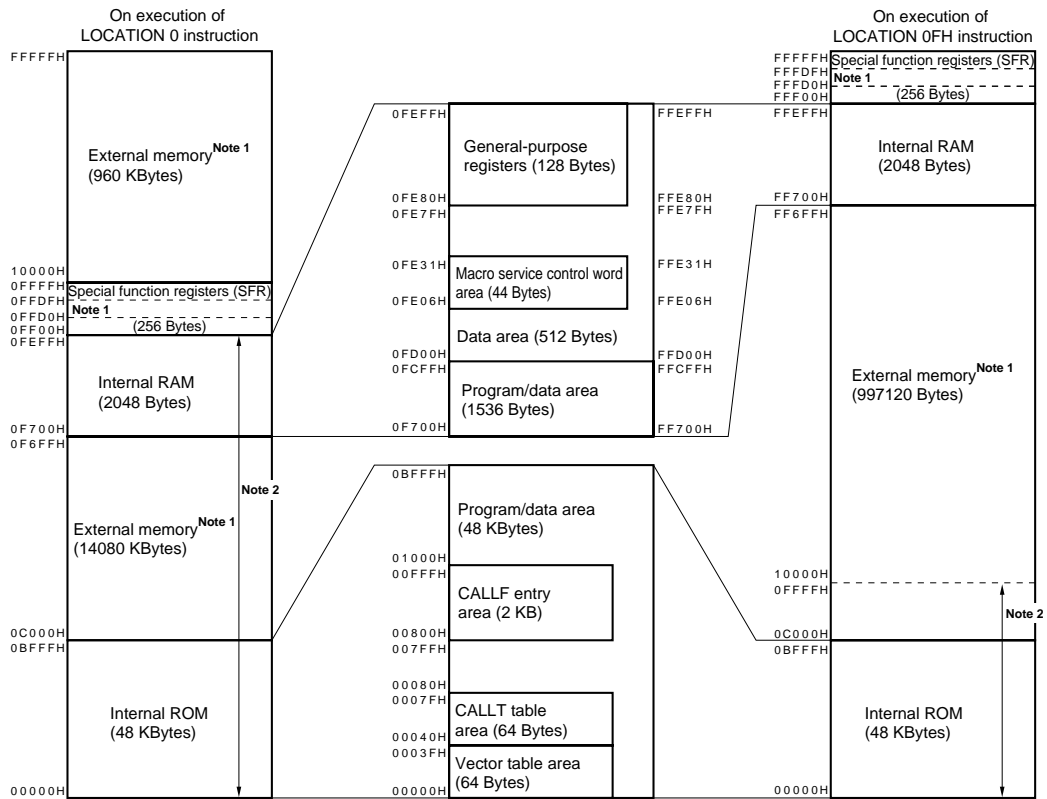 On execution of
LOCATION 0 instruction
FFFFFH
External memory Note 1
(960 KBytes)
10000H
0FFFFH
Special function registers (SFR)
0FFDFH
Note 1
0FFD0H
(256 Bytes)
0FF00H
0FEFFH
Internal RAM
(2048 Bytes)
0F700H
0F6FFH
Note 2
External memory Note 1
(14080 KBytes)
0C000H
0BFFFH
Internal ROM
(48 KBytes)
00000H
0FEFFH
FFEFFH
General-purpose
registers (128 Bytes)
0FE80H
FFE80H
0FE7FH
FFE7FH
0FE31H
FFE31H
Macro service control word
area (44 Bytes)
0FE06H
FFE06H
Data area (512 Bytes)
0FD00H
FFD00H
0FCFFH
FFCFFH
Program/data area
(1536 Bytes)
0F700H
FF700H
0BFFFH
Program/data area
(48 KBytes)
01000H
00FFFH
CALLF entry
area (2 KB)
00800H
007FFH
00080H
0007FH
CALLT table
area (64 Bytes)
00040H
0003FH
Vector table area
(64 Bytes)
00000H
On execution of
LOCATION 0FH instruction
FFFFFH
Special function registers (SFR)
FFFDFH
Note 1
FFFD0H
(256 Bytes)
FFF00H
FFEFFH
Internal RAM
(2048 Bytes)
FF700H
FF6FFH
External memory Note 1
(997120 Bytes)
10000H
0FFFFH
Note 2
0C000H
0BFFFH
Internal ROM
(48 KBytes)
00000H